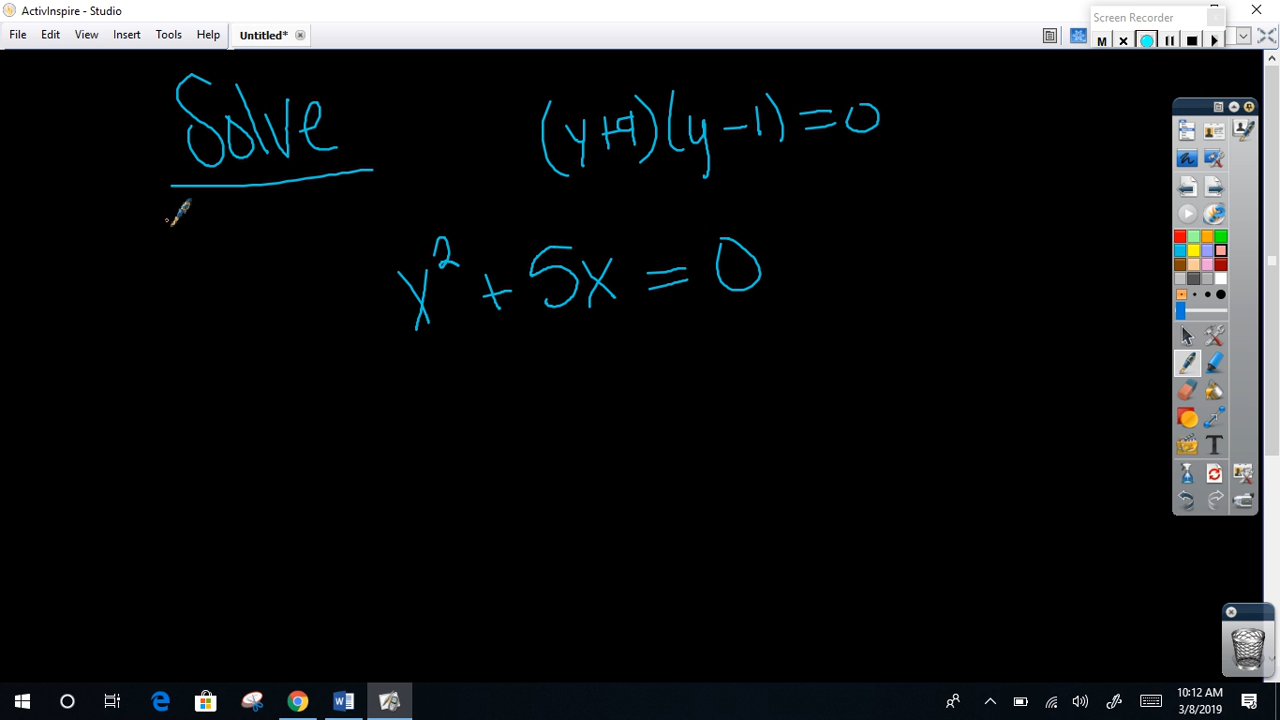 ActivInspire - Studio
Screen Recorder
File Edit View Insert Tools Help Untitled*
Solve (y+9)(y-1)=0
x² + 5x = 0
10:12 AM
3/8/2019